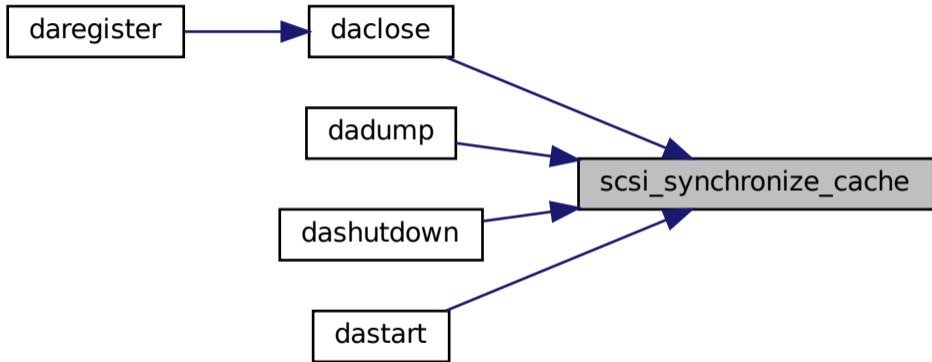 daregister
daclose
dadump
scsi_synchronize_cache
dashutdown
dastart